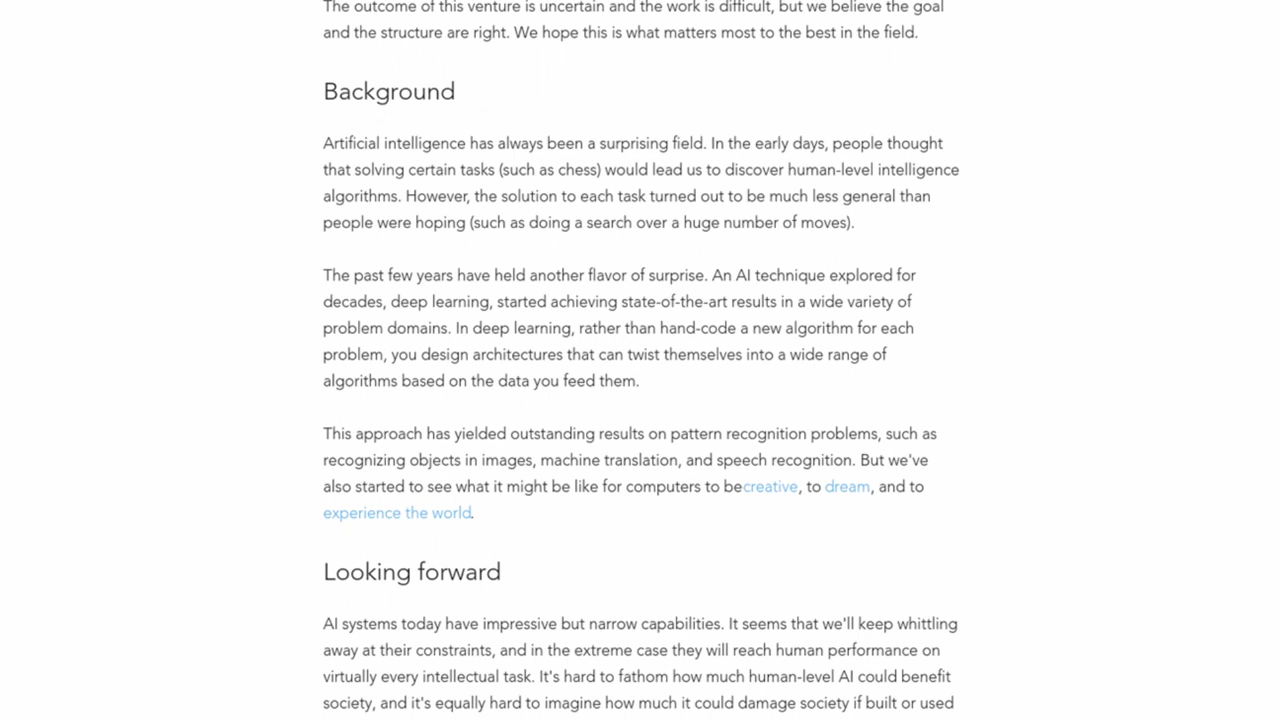 The outcome of this venture is uncertain and the work is difficult, but we believe the goal
and the structure are right. We hope this is what matters most to the best in the field.
Background
Artificial intelligence has always been a surprising field. In the early days, people thought
that solving certain tasks (such as chess) would lead us to discover human-level intelligence
algorithms. However, the solution to each task turned out to be much less general than
people were hoping (such as doing a search over a huge number of moves).
The past few years have held another flavor of surprise. An AI technique explored for
decades, deep learning, started achieving state-of-the-art results in a wide variety of
problem domains. In deep learning, rather than hand-code a new algorithm for each
problem, you design architectures that can twist themselves into a wide range of
algorithms based on the data you feed them.
This approach has yielded outstanding results on pattern recognition problems, such as
recognizing objects in images, machine translation, and speech recognition. But we've
also started to see what it might be like for computers to becreative, to dream, and to
experience the world.
Looking forward
AI systems today have impressive but narrow capabilities. It seems that we'll keep whittling
away at their constraints, and in the extreme case they will reach human performance on
virtually every intellectual task. It's hard to fathom how much human-level AI could benefit
society, and it's equally hard to imagine how much it could damage society if built or used